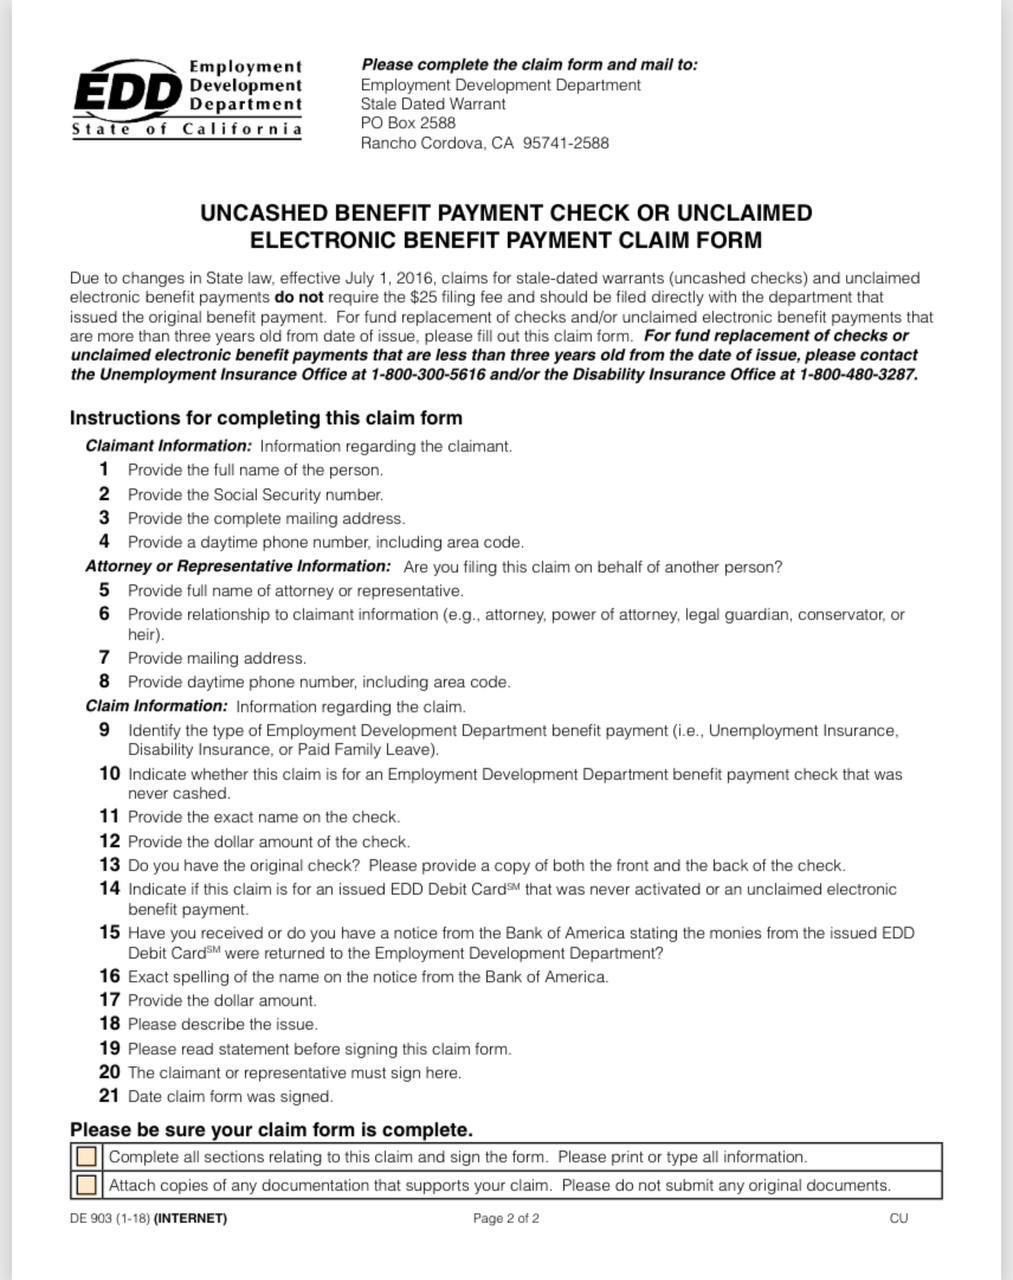 EDD
Employment
Development
Department
State of California
Please complete the claim form and mail to:
Employment Development Department
Stale Dated Warrant
PO Box 2588
Rancho Cordova, CA 95741-2588
UNCASHED BENEFIT PAYMENT CHECK OR UNCLAIMED
ELECTRONIC BENEFIT PAYMENT CLAIM FORM
Due to changes in State law, effective July 1, 2016, claims for stale-dated warrants (uncashed checks) and unclaimed
electronic benefit payments do not require the $25 filing fee and should be filed directly with the department that
issued the original benefit payment. For fund replacement of checks and/or unclaimed electronic benefit payments that
are more than three years old from date of issue, please fill out this claim form. For fund replacement of checks or
unclaimed electronic benefit payments that are less than three years old from the date of issue, please contact
the Unemployment Insurance Office at 1-800-300-5616 and/or the Disability Insurance Office at 1-800-480-3287.
Instructions for completing this claim form
Claimant Information: Information regarding the claimant.
1 Provide the full name of the person.
2 Provide the Social Security number.
3 Provide the complete mailing address.
4 Provide a daytime phone number, including area code.
Attorney or Representative Information: Are you filing this claim on behalf of another person?
5 Provide full name of attorney or representative.
6 Provide relationship to claimant information (e.g., attorney, power of attorney, legal guardian, conservator, or
heir).
7 Provide mailing address.
8 Provide daytime phone number, including area code.
Claim Information: Information regarding the claim.
9 Identify the type of Employment Development Department benefit payment (i.e., Unemployment Insurance,
Disability Insurance, or Paid Family Leave).
10 Indicate whether this claim is for an Employment Development Department benefit payment check that was
never cashed.
11 Provide the exact name on the check.
12 Provide the dollar amount of the check.
13 Do you have the original check? Please provide a copy of both the front and the back of the check.
14 Indicate if this claim is for an issued EDD Debit Card℠ that was never activated or an unclaimed electronic
benefit payment.
15 Have you received or do you have a notice from the Bank of America stating the monies from the issued EDD
Debit Card℠ were returned to the Employment Development Department?
16 Exact spelling of the name on the notice from the Bank of America.
17 Provide the dollar amount.
18 Please describe the issue.
19 Please read statement before signing this claim form.
20 The claimant or representative must sign here.
21 Date claim form was signed.
Please be sure your claim form is complete.
Complete all sections relating to this claim and sign the form. Please print or type all information.
Attach copies of any documentation that supports your claim. Please do not submit any original documents.
DE 903 (1-18) (INTERNET)
Page 2 of 2
CU